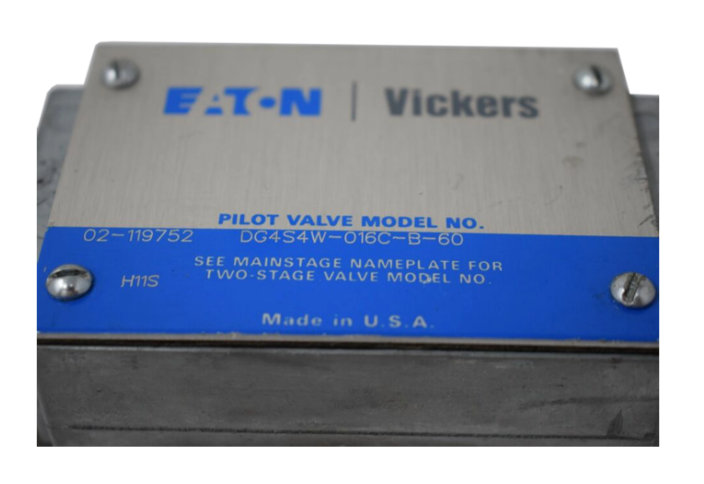 EATON | Vickers
PILOT VALVE MODEL NO.
02-119752 DG4S4W-016C-B-60
SEE MAINSTAGE NAMEPLATE FOR
TWO-STAGE VALVE MODEL NO.
H11S
Made in U.S.A.